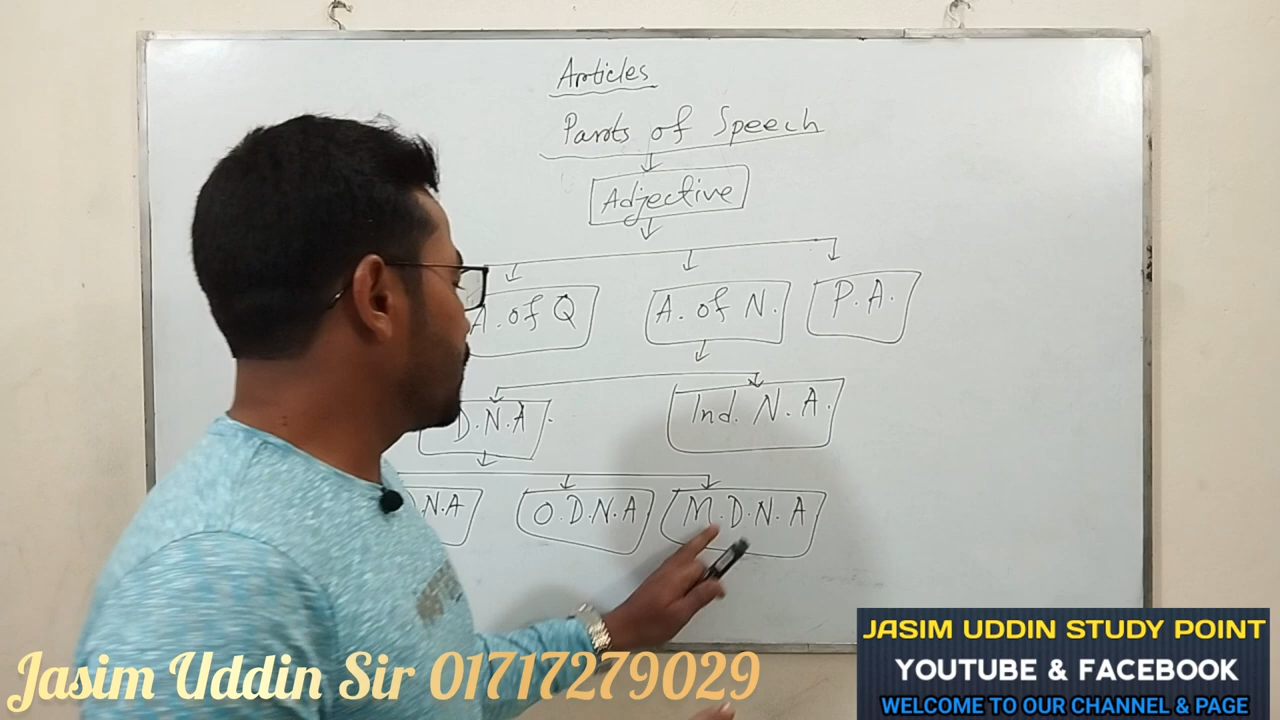 Articles
Parts of Speech
Adjective
A. of Q
A. of N.
P. A.
D.N.A.
Ind. N. A.
.N.A
O.D.N.A
M.D.N.A
Jasim Uddin Sir 01717279029
JASIM UDDIN STUDY POINT
YOUTUBE & FACEBOOK
WELCOME TO OUR CHANNEL & PAGE